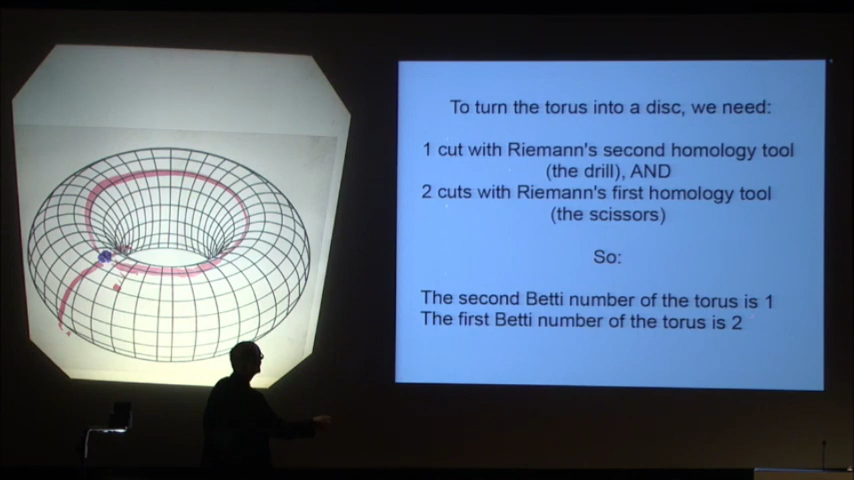 To turn the torus into a disc, we need:
1 cut with Riemann's second homology tool
(the drill), AND
2 cuts with Riemann's first homology tool
(the scissors)
So:
The second Betti number of the torus is 1
The first Betti number of the torus is 2